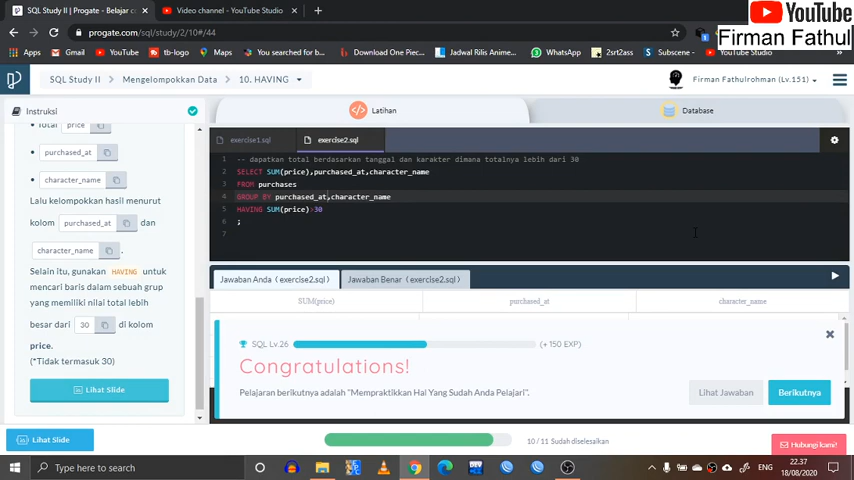 SQL Study II | Progate - Belajar c
Video channel - YouTube Studio
YouTube
Firman Fathul
progate.com/sql/study/2/10#/44
Apps
Gmail
YouTube
tb-logo
Maps
You searched for b...
Download One Piec...
Jadwal Rilis Anime...
WhatsApp
2srt2ass
Subscene -
YouTube Studio
SQL Study II
Mengelompokkan Data
10. HAVING
Firman Fathulrohman (Lv.151)
Instruksi
Latihan
Database
• Total price
• purchased_at
• character_name
Lalu kelompokkan hasil menurut
kolom purchased_at dan
character_name .
Selain itu, gunakan HAVING untuk
mencari baris dalam sebuah grup
yang memiliki nilai total lebih
besar dari 30 di kolom
price.
(*Tidak termasuk 30)
Lihat Slide
exercise1.sql
exercise2.sql
1 -- dapatkan total berdasarkan tanggal dan karakter dimana totalnya lebih dari 30
2 SELECT SUM(price),purchased_at,character_name
3 FROM purchases
4 GROUP BY purchased_at,character_name
5 HAVING SUM(price)>30
6 ;
7
Jawaban Anda (exercise2.sql)
Jawaban Benar (exercise2.sql)
SUM(price)
purchased_at
character_name
SQL Lv.26
(+ 150 EXP)
Congratulations!
Pelajaran berikutnya adalah "Mempraktikkan Hal Yang Sudah Anda Pelajari".
Lihat Jawaban
Berikutnya
Lihat Slide
10 / 11 Sudah diselesaikan
Hubungi kami!
Type here to search
ENG
22.37
18/08/2020